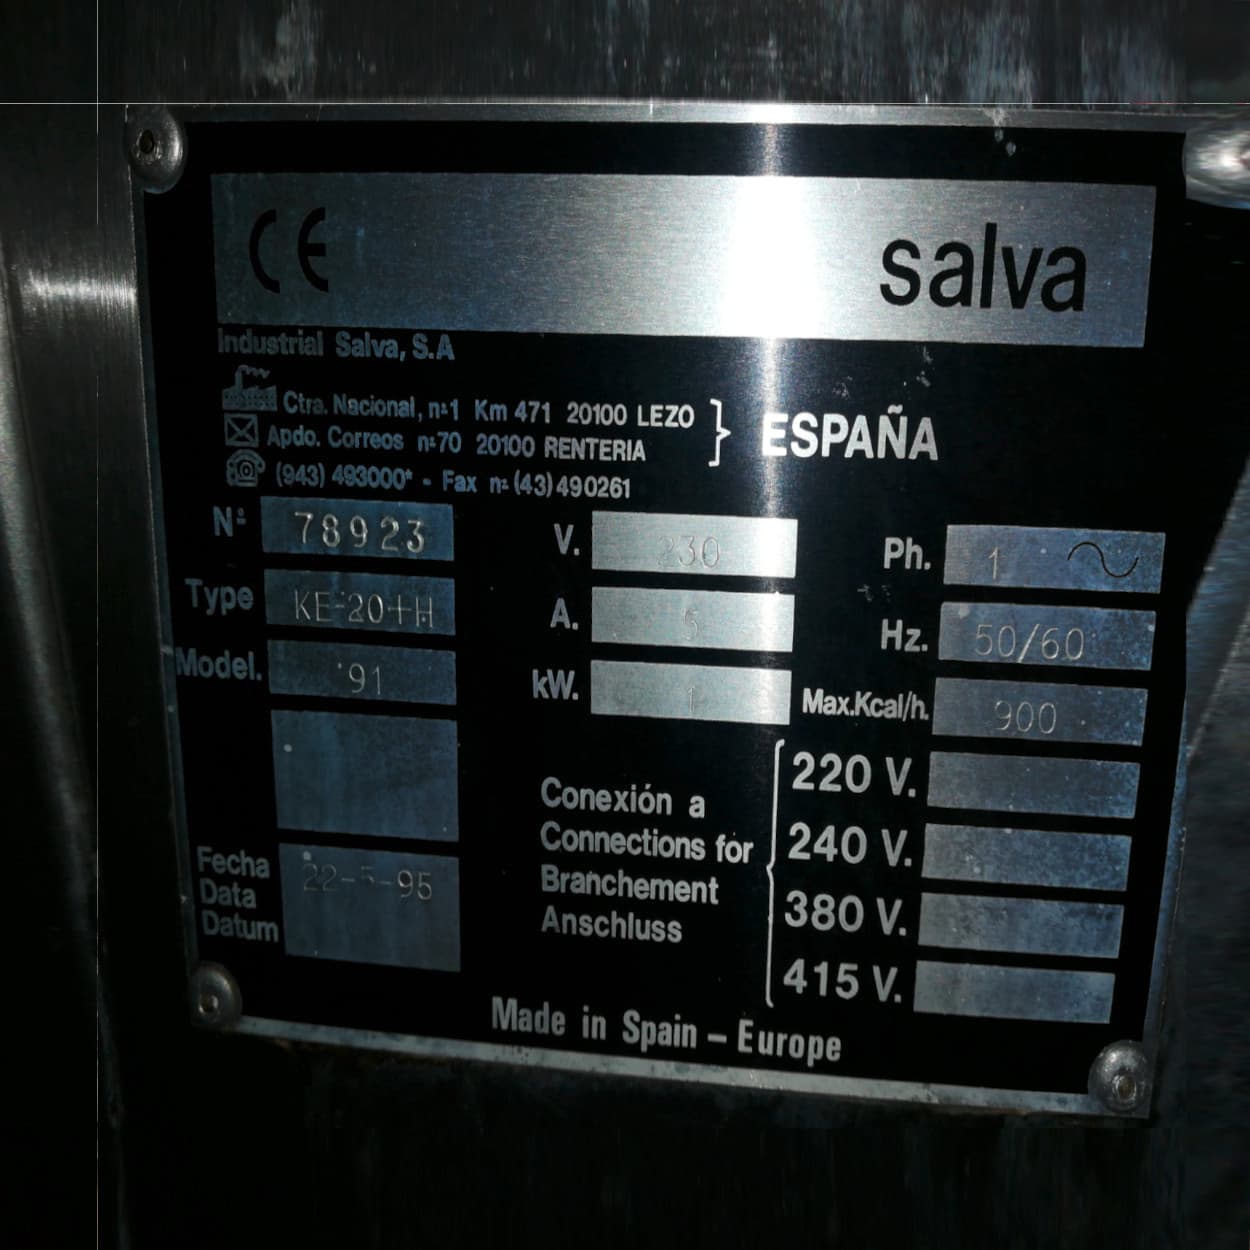 CE salva
Industrial Salva, S.A
Ctra. Nacional, nº1 Km 471 20100 LEZO
Apdo. Correos nº70 20100 RENTERIA
ESPAÑA
(943) 493000* - Fax nº (43) 490261
Nº 78923
V. 230
Ph. 1
Type KE-20+H
A. 5
Hz. 50/60
Model. 91
kW. 1
Max.Kcal/h. 900
Conexión a
Connections for
Branchement
Anschluss
220 V.
240 V.
380 V.
415 V.
Fecha
Data
Datum
22-5-95
Made in Spain – Europe